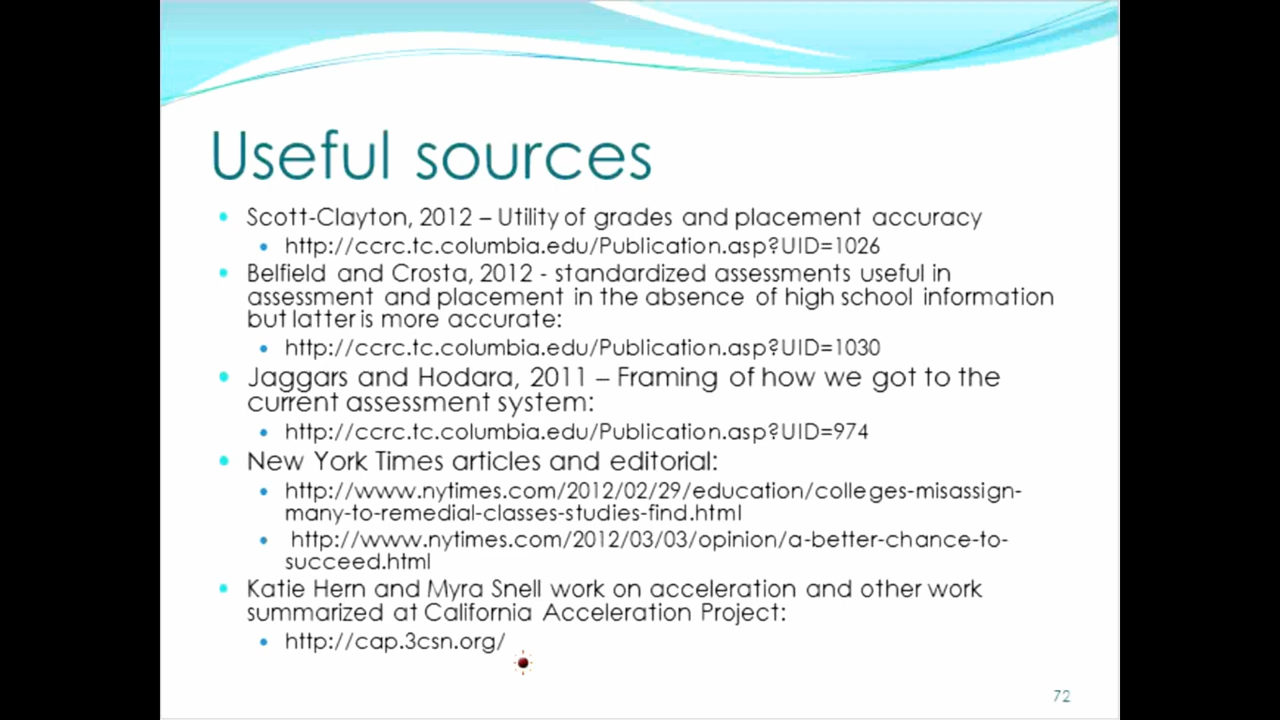 Useful sources
Scott-Clayton, 2012 – Utility of grades and placement accuracy
http://ccrc.tc.columbia.edu/Publication.asp?UID=1026
Belfield and Crosta, 2012 - standardized assessments useful in
assessment and placement in the absence of high school information
but latter is more accurate:
http://ccrc.tc.columbia.edu/Publication.asp?UID=1030
Jaggars and Hodara, 2011 – Framing of how we got to the
current assessment system:
http://ccrc.tc.columbia.edu/Publication.asp?UID=974
New York Times articles and editorial:
http://www.nytimes.com/2012/02/29/education/colleges-misassign-
many-to-remedial-classes-studies-find.html
http://www.nytimes.com/2012/03/03/opinion/a-better-chance-to-
succeed.html
Katie Hern and Myra Snell work on acceleration and other work
summarized at California Acceleration Project:
http://cap.3csn.org/
72